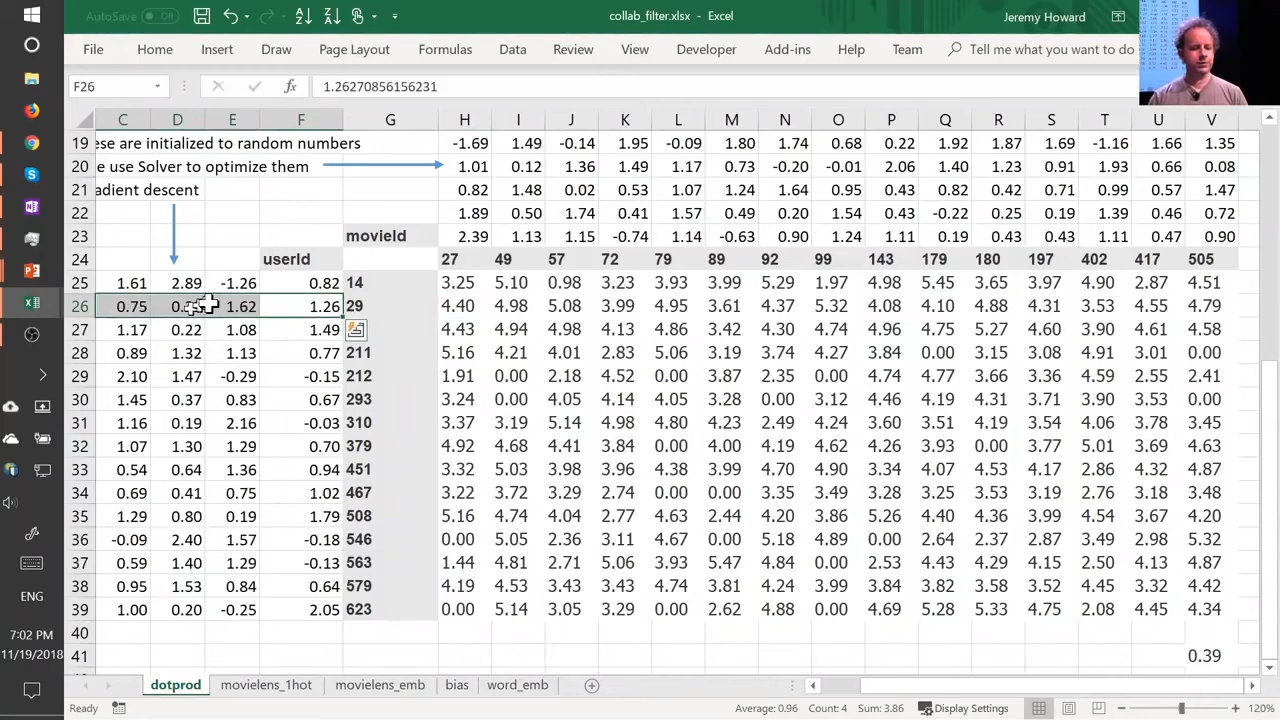 AutoSave Off collab_filter.xlsx - Excel Jeremy Howard
File Home Insert Draw Page Layout Formulas Data Review View Developer Add-ins Help Team Tell me what you want to do
F26 fx 1.26270856156231
C D E F G H I J K L M N O P Q R S T U V
19 ese are initialized to random numbers -1.69 1.49 -0.14 1.95 -0.09 1.80 1.74 0.68 0.22 1.92 1.87 1.69 -1.16 1.66 1.35
20 e use Solver to optimize them 1.01 0.12 1.36 1.49 1.17 0.73 -0.20 -0.01 2.06 1.40 1.23 0.91 1.93 0.66 0.08
21 adient descent 0.82 1.48 0.02 0.53 1.07 1.24 1.64 0.95 0.43 0.82 0.42 0.71 0.99 0.57 1.47
22 1.89 0.50 1.74 0.41 1.57 0.49 0.20 1.54 0.43 -0.22 0.25 0.19 1.39 0.46 0.72
23 movieId 2.39 1.13 1.15 -0.74 1.14 -0.63 0.90 1.24 1.11 0.19 0.43 0.43 1.11 0.47 0.90
24 userId 27 49 57 72 79 89 92 99 143 179 180 197 402 417 505
25 1.61 2.89 -1.26 0.82 14 3.25 5.10 0.98 3.23 3.93 3.99 5.29 1.93 3.17 5.45 3.65 3.97 4.90 2.87 4.51
26 0.75 1.62 1.26 29 4.40 4.98 5.08 3.99 4.95 3.61 4.37 5.32 4.08 4.10 4.88 4.31 3.53 4.55 4.79
27 1.17 0.22 1.08 1.49 4.43 4.94 4.98 4.13 4.86 3.42 4.30 4.74 4.96 4.75 5.27 4.60 3.90 4.61 4.58
28 0.89 1.32 1.13 0.77 211 5.16 4.21 4.01 2.83 5.06 3.19 3.74 4.27 3.84 0.00 3.15 3.08 4.91 3.01 0.00
29 2.10 1.47 -0.29 -0.15 212 1.91 0.00 2.18 4.52 0.00 3.87 2.35 0.00 4.74 4.77 3.66 3.36 4.59 2.55 2.41
30 1.45 0.37 0.83 0.67 293 3.24 0.00 4.05 4.14 4.05 3.28 0.00 3.12 4.46 4.19 4.31 3.71 3.90 3.53 0.00
31 1.16 0.19 2.16 -0.03 310 3.37 3.19 5.14 4.98 4.80 4.23 2.49 4.24 3.60 3.51 4.19 3.54 4.06 3.78 3.45
32 1.07 1.30 1.29 0.70 379 4.92 4.68 4.41 3.84 0.00 4.00 4.19 4.62 4.26 3.93 0.00 3.77 5.01 3.69 4.63
33 0.54 0.64 1.36 0.94 451 3.32 5.03 3.98 3.96 4.38 3.99 4.70 4.90 3.34 4.07 4.53 4.17 2.86 4.32 4.87
34 0.69 0.41 0.75 1.02 467 3.22 3.72 3.29 2.74 0.00 0.00 3.35 3.49 3.28 3.25 3.53 3.19 2.76 3.18 3.48
35 1.29 0.80 0.19 1.79 508 5.16 4.74 4.04 2.77 4.63 2.44 4.20 3.86 5.26 4.40 4.36 3.99 4.54 3.67 4.20
36 -0.09 2.40 1.57 -0.18 546 0.00 5.05 2.36 3.11 4.67 0.00 5.18 4.89 0.00 2.64 2.37 2.87 3.49 2.98 5.32
37 0.59 1.40 1.29 -0.13 563 1.44 4.81 2.71 5.06 3.93 5.47 4.84 0.00 2.53 4.43 4.29 4.15 2.50 4.13 4.87
38 0.95 1.53 0.84 0.64 579 4.19 4.53 3.43 3.43 4.74 3.81 4.24 3.99 3.84 3.82 3.58 3.52 4.45 3.32 4.42
39 1.00 0.20 -0.25 2.05 623 0.00 5.14 3.05 3.29 0.00 2.62 4.88 0.00 4.69 5.28 5.33 4.75 2.08 4.45 4.34
40
41 0.39
dotprod movielens_1hot movielens_emb bias word_emb
Ready Average: 0.96 Count: 4 Sum: 3.86 Display Settings 120%
ENG
7:02 PM
11/19/2018